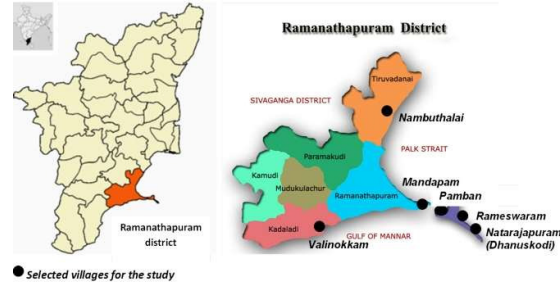 Ramanathapuram District
Tiruvadanai
SIVAGANGA DISTRICT
Nambuthalai
PALK STRAIT
Paramakudi
Kamudi
Mudukulachur
Ramanathapuram
Mandapam
Pamban
Rameswaram
Kadaladi
Valinokkam
GULF OF MANNAR
Natarajapuram
(Dhanuskodi)
Ramanathapuram
district
Selected villages for the study